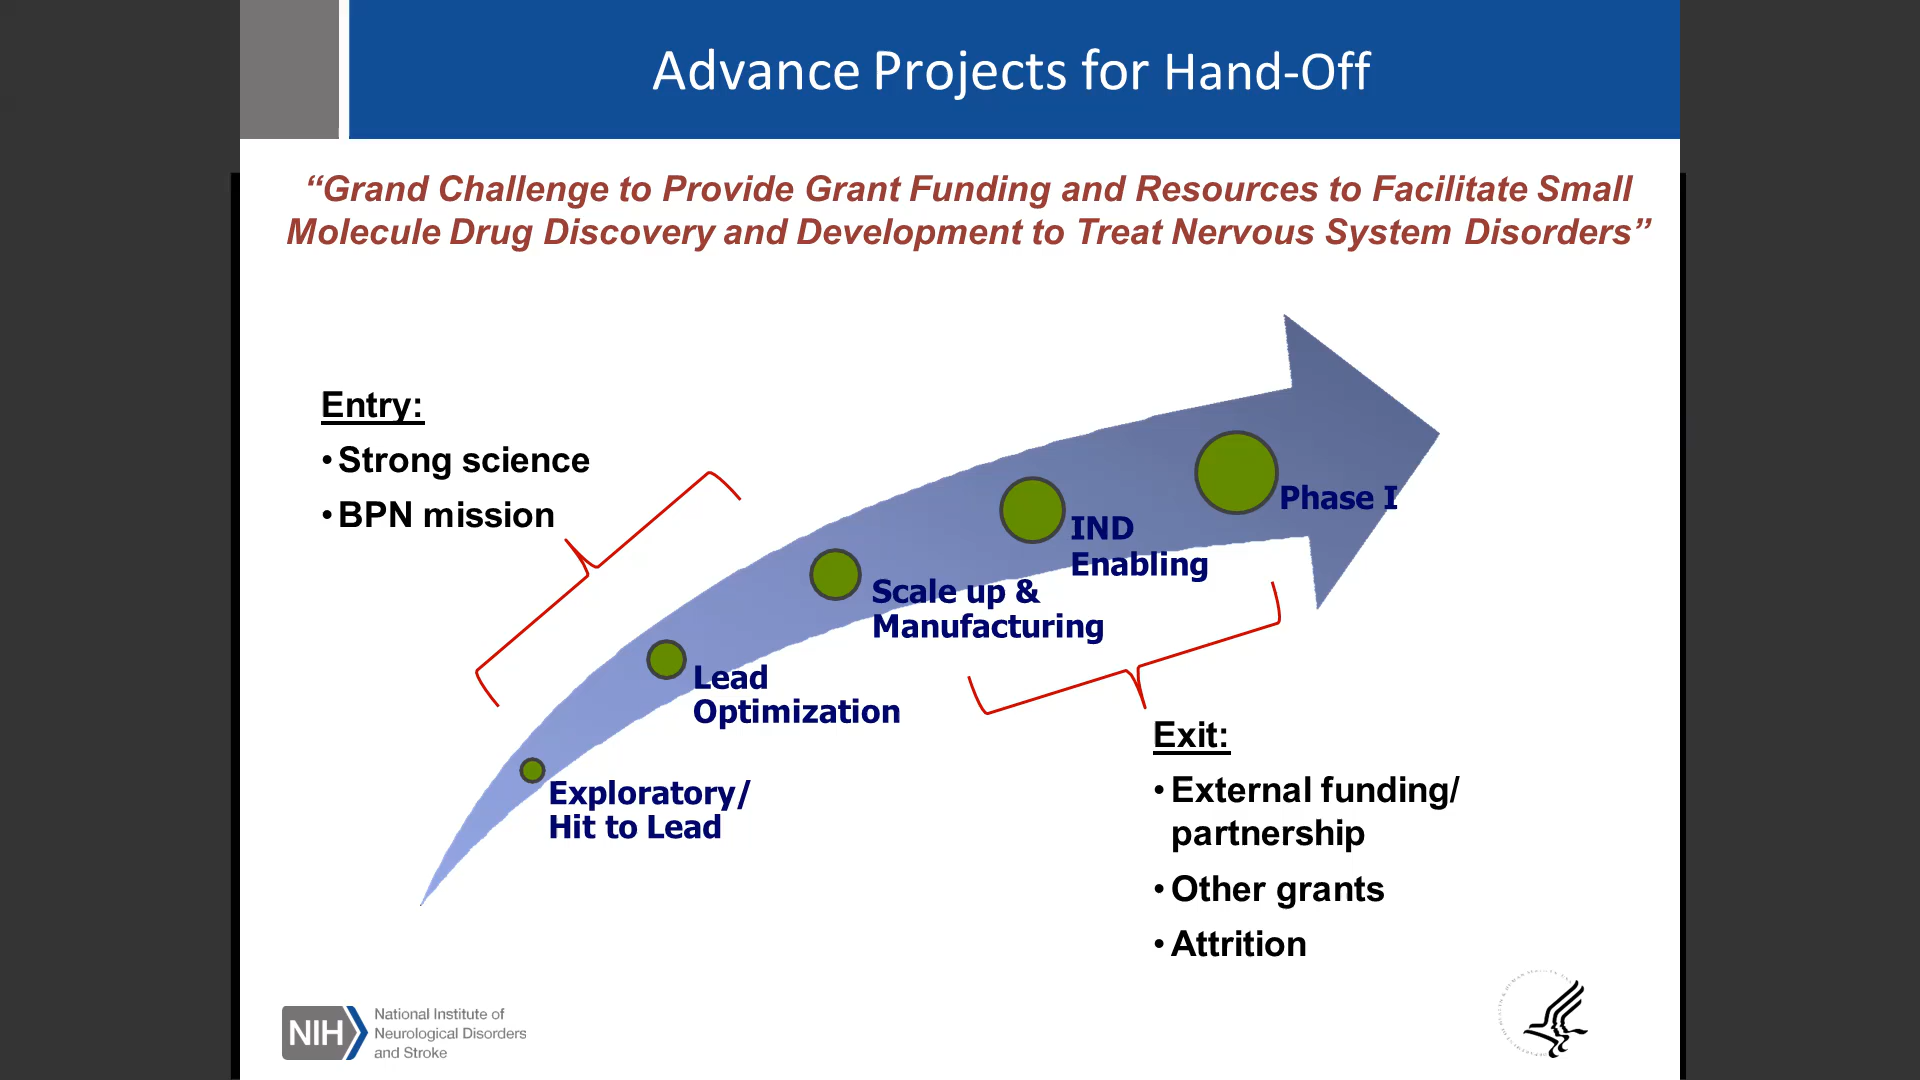 Advance Projects for Hand-Off
“Grand Challenge to Provide Grant Funding and Resources to Facilitate Small
Molecule Drug Discovery and Development to Treat Nervous System Disorders”
Entry:
• Strong science
• BPN mission
Phase I
IND
Enabling
Scale up &
Manufacturing
Lead
Optimization
Exploratory/
Hit to Lead
Exit:
• External funding/
partnership
• Other grants
• Attrition
NIH
National Institute of
Neurological Disorders
and Stroke